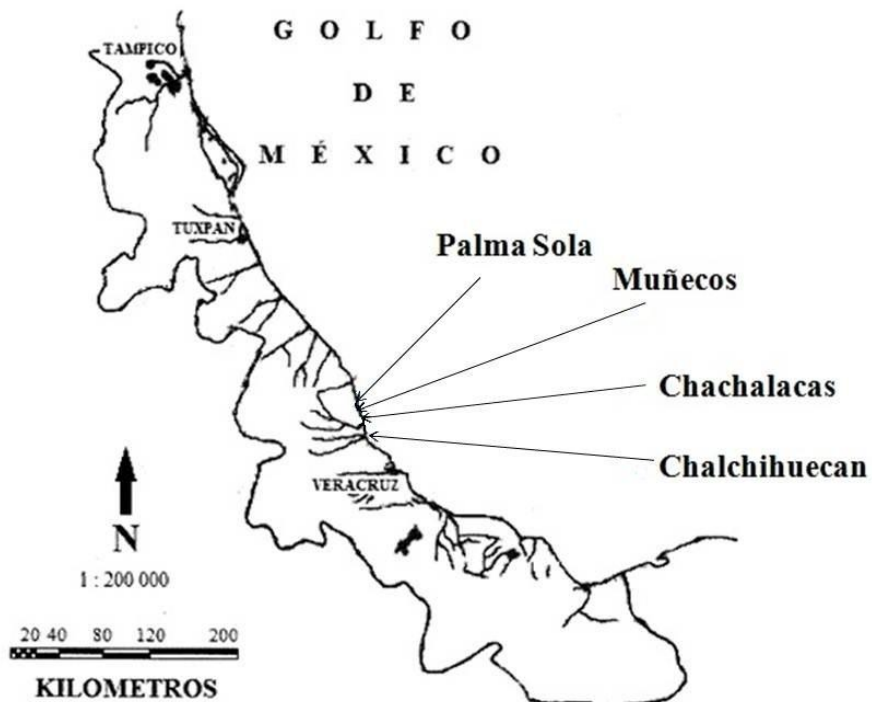 GOLFO
DE
MÉXICO
TAMPICO
TUXPAN
Palma Sola
Muñecos
Chachalacas
Chalchihuecan
VERACRUZ
N
1 : 200 000
20 40 80 120 200
KILOMETROS